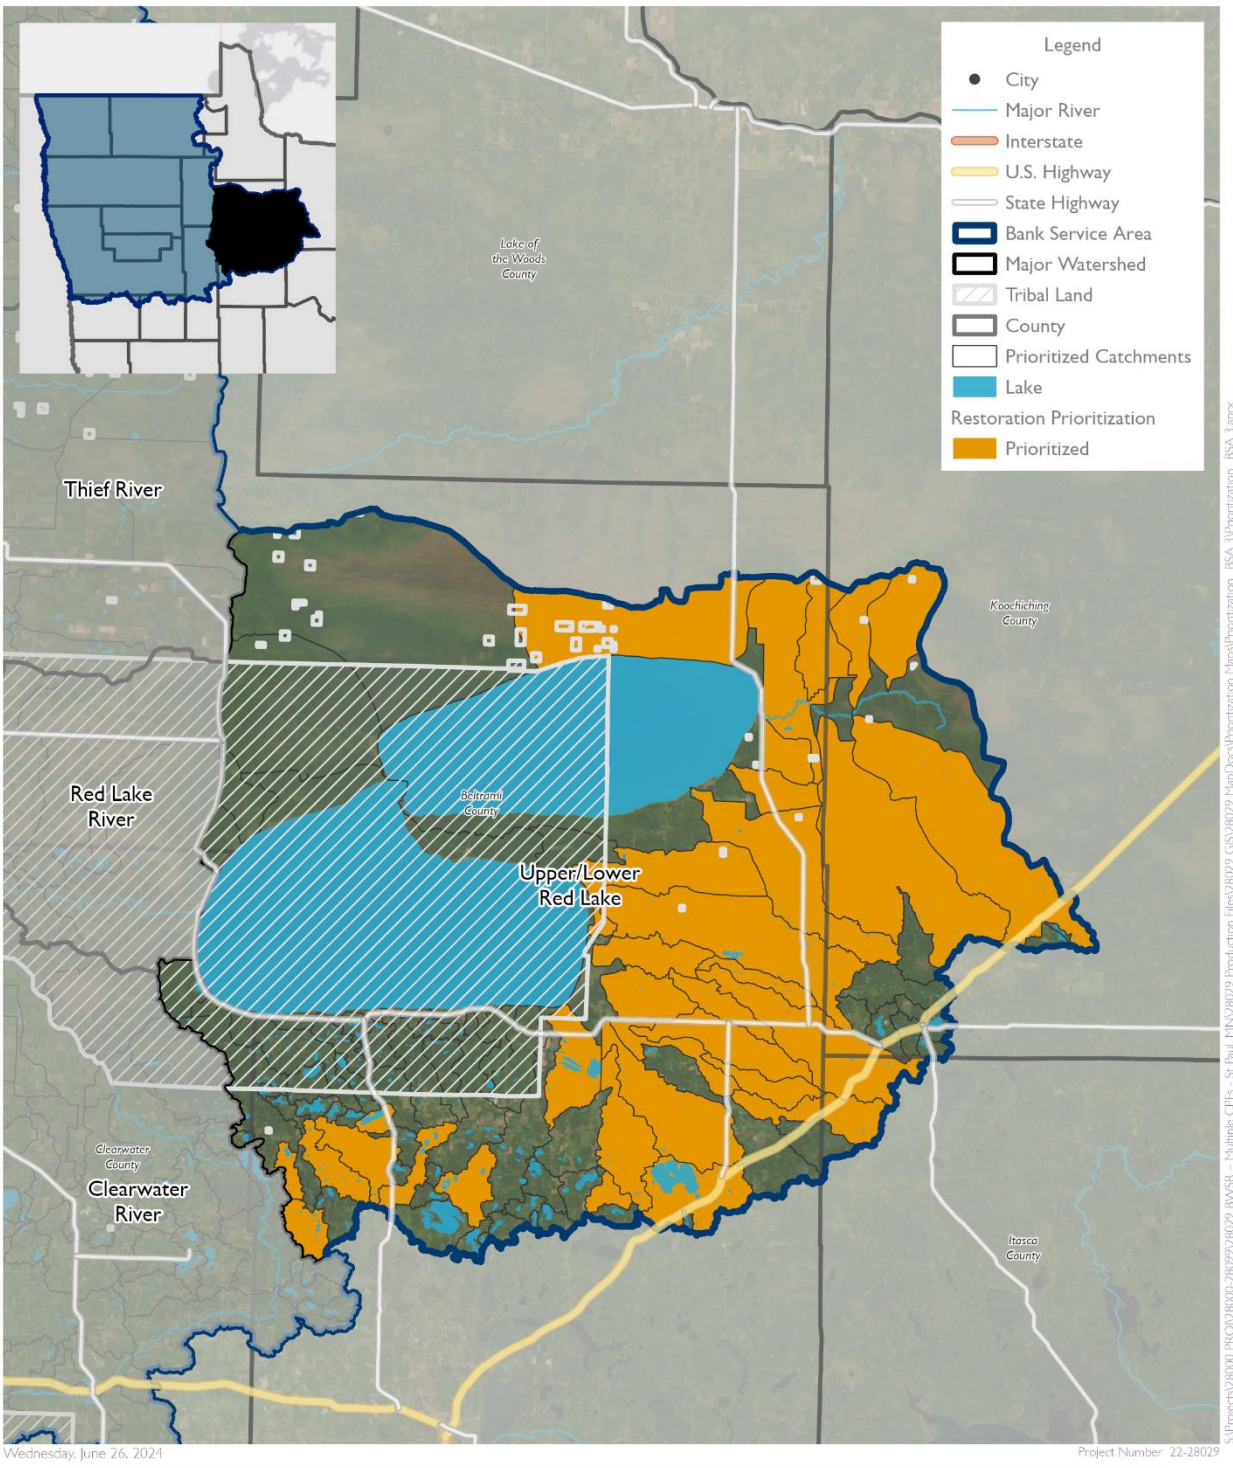 Legend
City
Major River
Interstate
U.S. Highway
State Highway
Bank Service Area
Major Watershed
Tribal Land
County
Prioritized Catchments
Lake
Restoration Prioritization
Prioritized
Lake of
the Woods
County
Thief River
Koochiching
County
Red Lake
River
Beltrami
County
Upper/Lower
Red Lake
Clearwater
County
Clearwater
River
Itasca
County
Wednesday, June 26, 2024
Project Number 22-28029